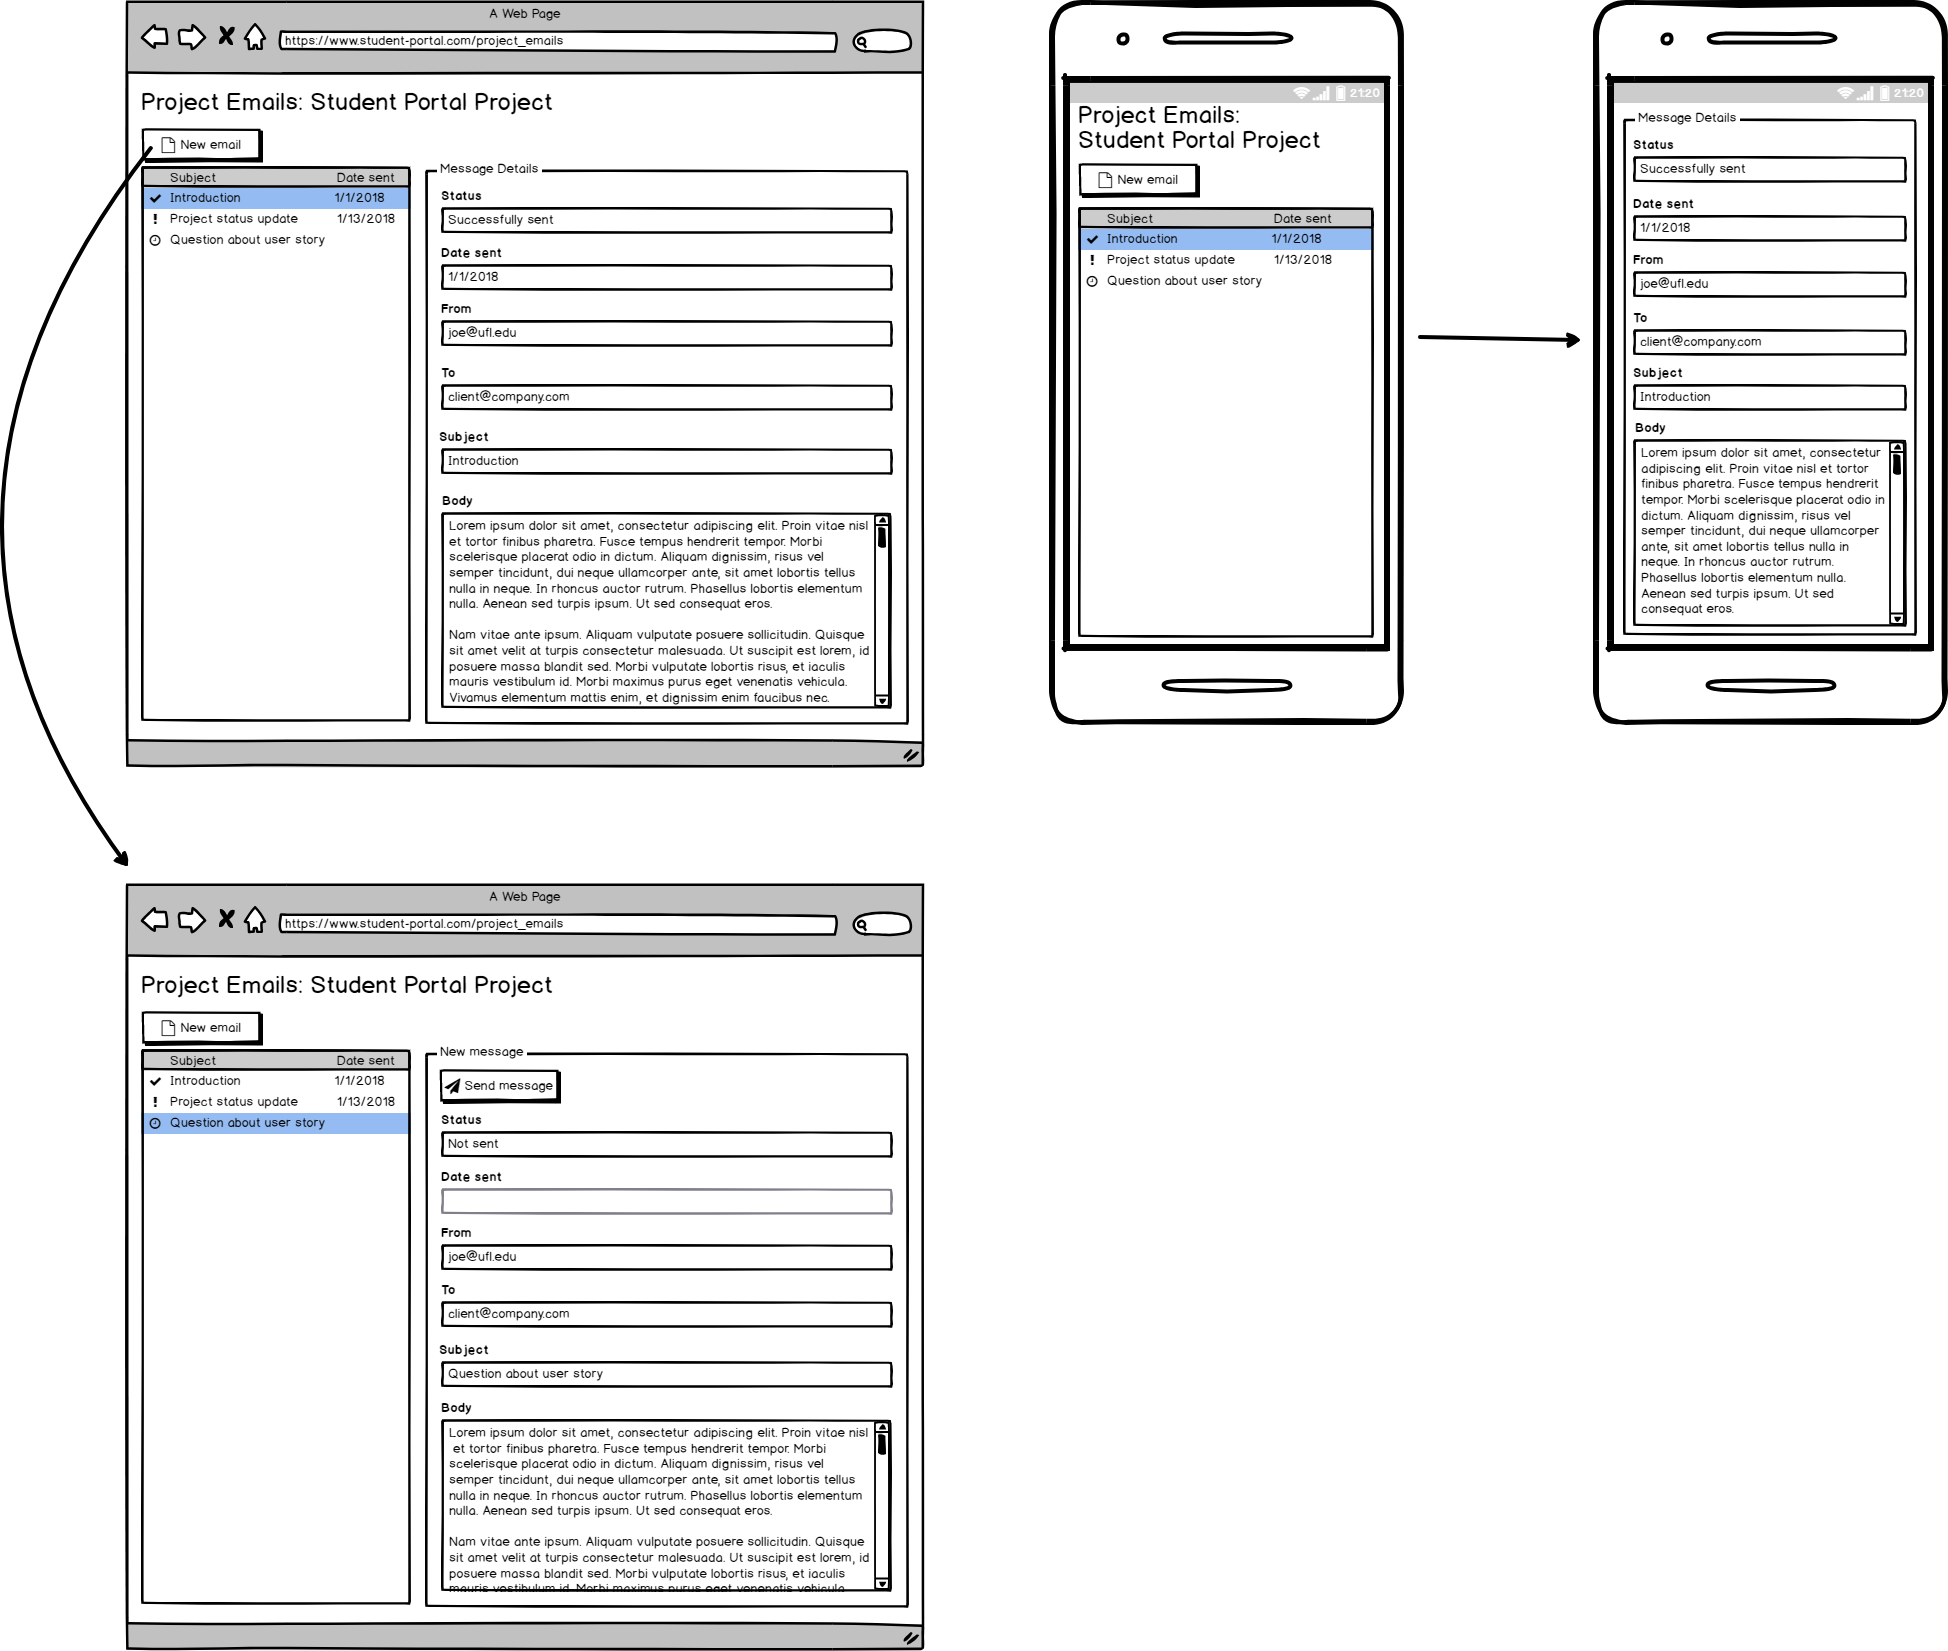 A Web Page
https://www.student-portal.com/project_emails
Project Emails: Student Portal Project
New email
Subject Date sent
Introduction 1/1/2018
Project status update 1/13/2018
Question about user story
Message Details
Status
Successfully sent
Date sent
1/1/2018
From
joe@ufl.edu
To
client@company.com
Subject
Introduction
Body
Lorem ipsum dolor sit amet, consectetur adipiscing elit. Proin vitae nisl
et tortor finibus pharetra. Fusce tempus hendrerit tempor. Morbi
scelerisque placerat odio in dictum. Aliquam dignissim, risus vel
semper tincidunt, dui neque ullamcorper ante, sit amet lobortis tellus
nulla in neque. In rhoncus auctor rutrum. Phasellus lobortis elementum
nulla. Aenean sed turpis ipsum. Ut sed consequat eros.
Nam vitae ante ipsum. Aliquam vulputate posuere sollicitudin. Quisque
sit amet velit at turpis consectetur malesuada. Ut suscipit est lorem, id
posuere massa blandit sed. Morbi vulputate lobortis risus, et iaculis
mauris vestibulum id. Morbi maximus purus eget venenatis vehicula.
Vivamus elementum mattis enim, et dignissim enim faucibus nec.
21:20
Project Emails:
Student Portal Project
New email
Subject Date sent
Introduction 1/1/2018
Project status update 1/13/2018
Question about user story
21:20
Message Details
Status
Successfully sent
Date sent
1/1/2018
From
joe@ufl.edu
To
client@company.com
Subject
Introduction
Body
Lorem ipsum dolor sit amet, consectetur
adipiscing elit. Proin vitae nisl et tortor
finibus pharetra. Fusce tempus hendrerit
tempor. Morbi scelerisque placerat odio in
dictum. Aliquam dignissim, risus vel
semper tincidunt, dui neque ullamcorper
ante, sit amet lobortis tellus nulla in
neque. In rhoncus auctor rutrum.
Phasellus lobortis elementum nulla.
Aenean sed turpis ipsum. Ut sed
consequat eros.
A Web Page
https://www.student-portal.com/project_emails
Project Emails: Student Portal Project
New email
Subject Date sent
Introduction 1/1/2018
Project status update 1/13/2018
Question about user story
New message
Send message
Status
Not sent
Date sent
From
joe@ufl.edu
To
client@company.com
Subject
Question about user story
Body
Lorem ipsum dolor sit amet, consectetur adipiscing elit. Proin vitae nisl
et tortor finibus pharetra. Fusce tempus hendrerit tempor. Morbi
scelerisque placerat odio in dictum. Aliquam dignissim, risus vel
semper tincidunt, dui neque ullamcorper ante, sit amet lobortis tellus
nulla in neque. In rhoncus auctor rutrum. Phasellus lobortis elementum
nulla. Aenean sed turpis ipsum. Ut sed consequat eros.
Nam vitae ante ipsum. Aliquam vulputate posuere sollicitudin. Quisque
sit amet velit at turpis consectetur malesuada. Ut suscipit est lorem, id
posuere massa blandit sed. Morbi vulputate lobortis risus, et iaculis
mauris vestibulum id. Morbi maximus purus eget venenatis vehicula.